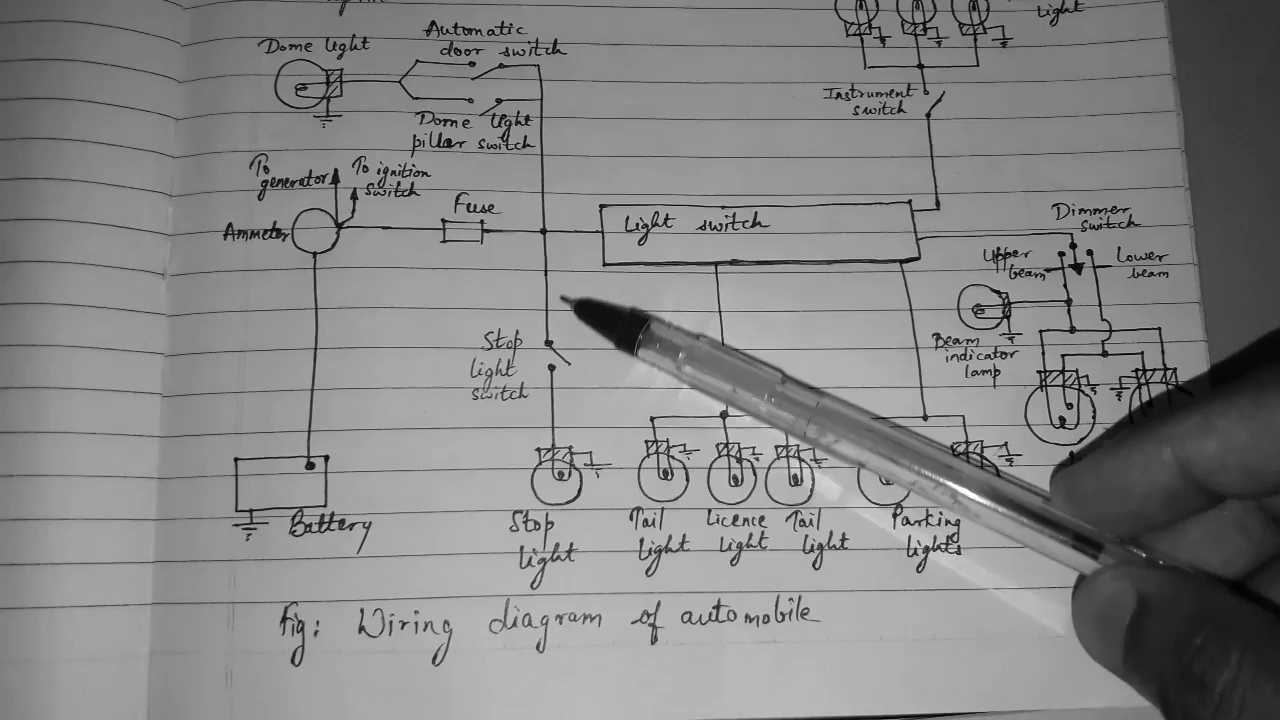 light
Automatic
door switch
Dome light
Instrument
switch
Dome light
pillar switch
To
generator
To ignition
switch
Fuse
Ammeter
Light switch
Dimmer
switch
Upper
beam
Lower
beam
Beam
indicator
lamp
Stop
light
switch
Battery
Stop
light
Tail
light
Licence
light
Tail
light
Parking
lights
Fig: Wiring diagram of automobile